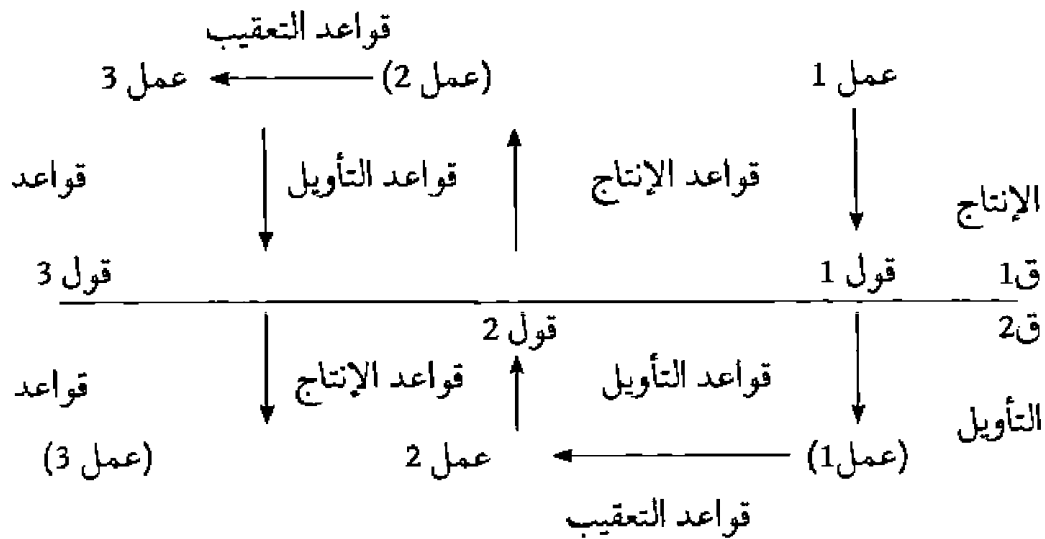 قواعد التعقيب
عمل 1 (عمل 2) عمل 3
قواعد الإنتاج قواعد التأويل قواعد
الإنتاج
ق1 قول 1 قول 3
ق2 قول 2
قواعد التأويل قواعد الإنتاج قواعد
التأويل
(عمل1) عمل 2 (عمل 3)
قواعد التعقيب